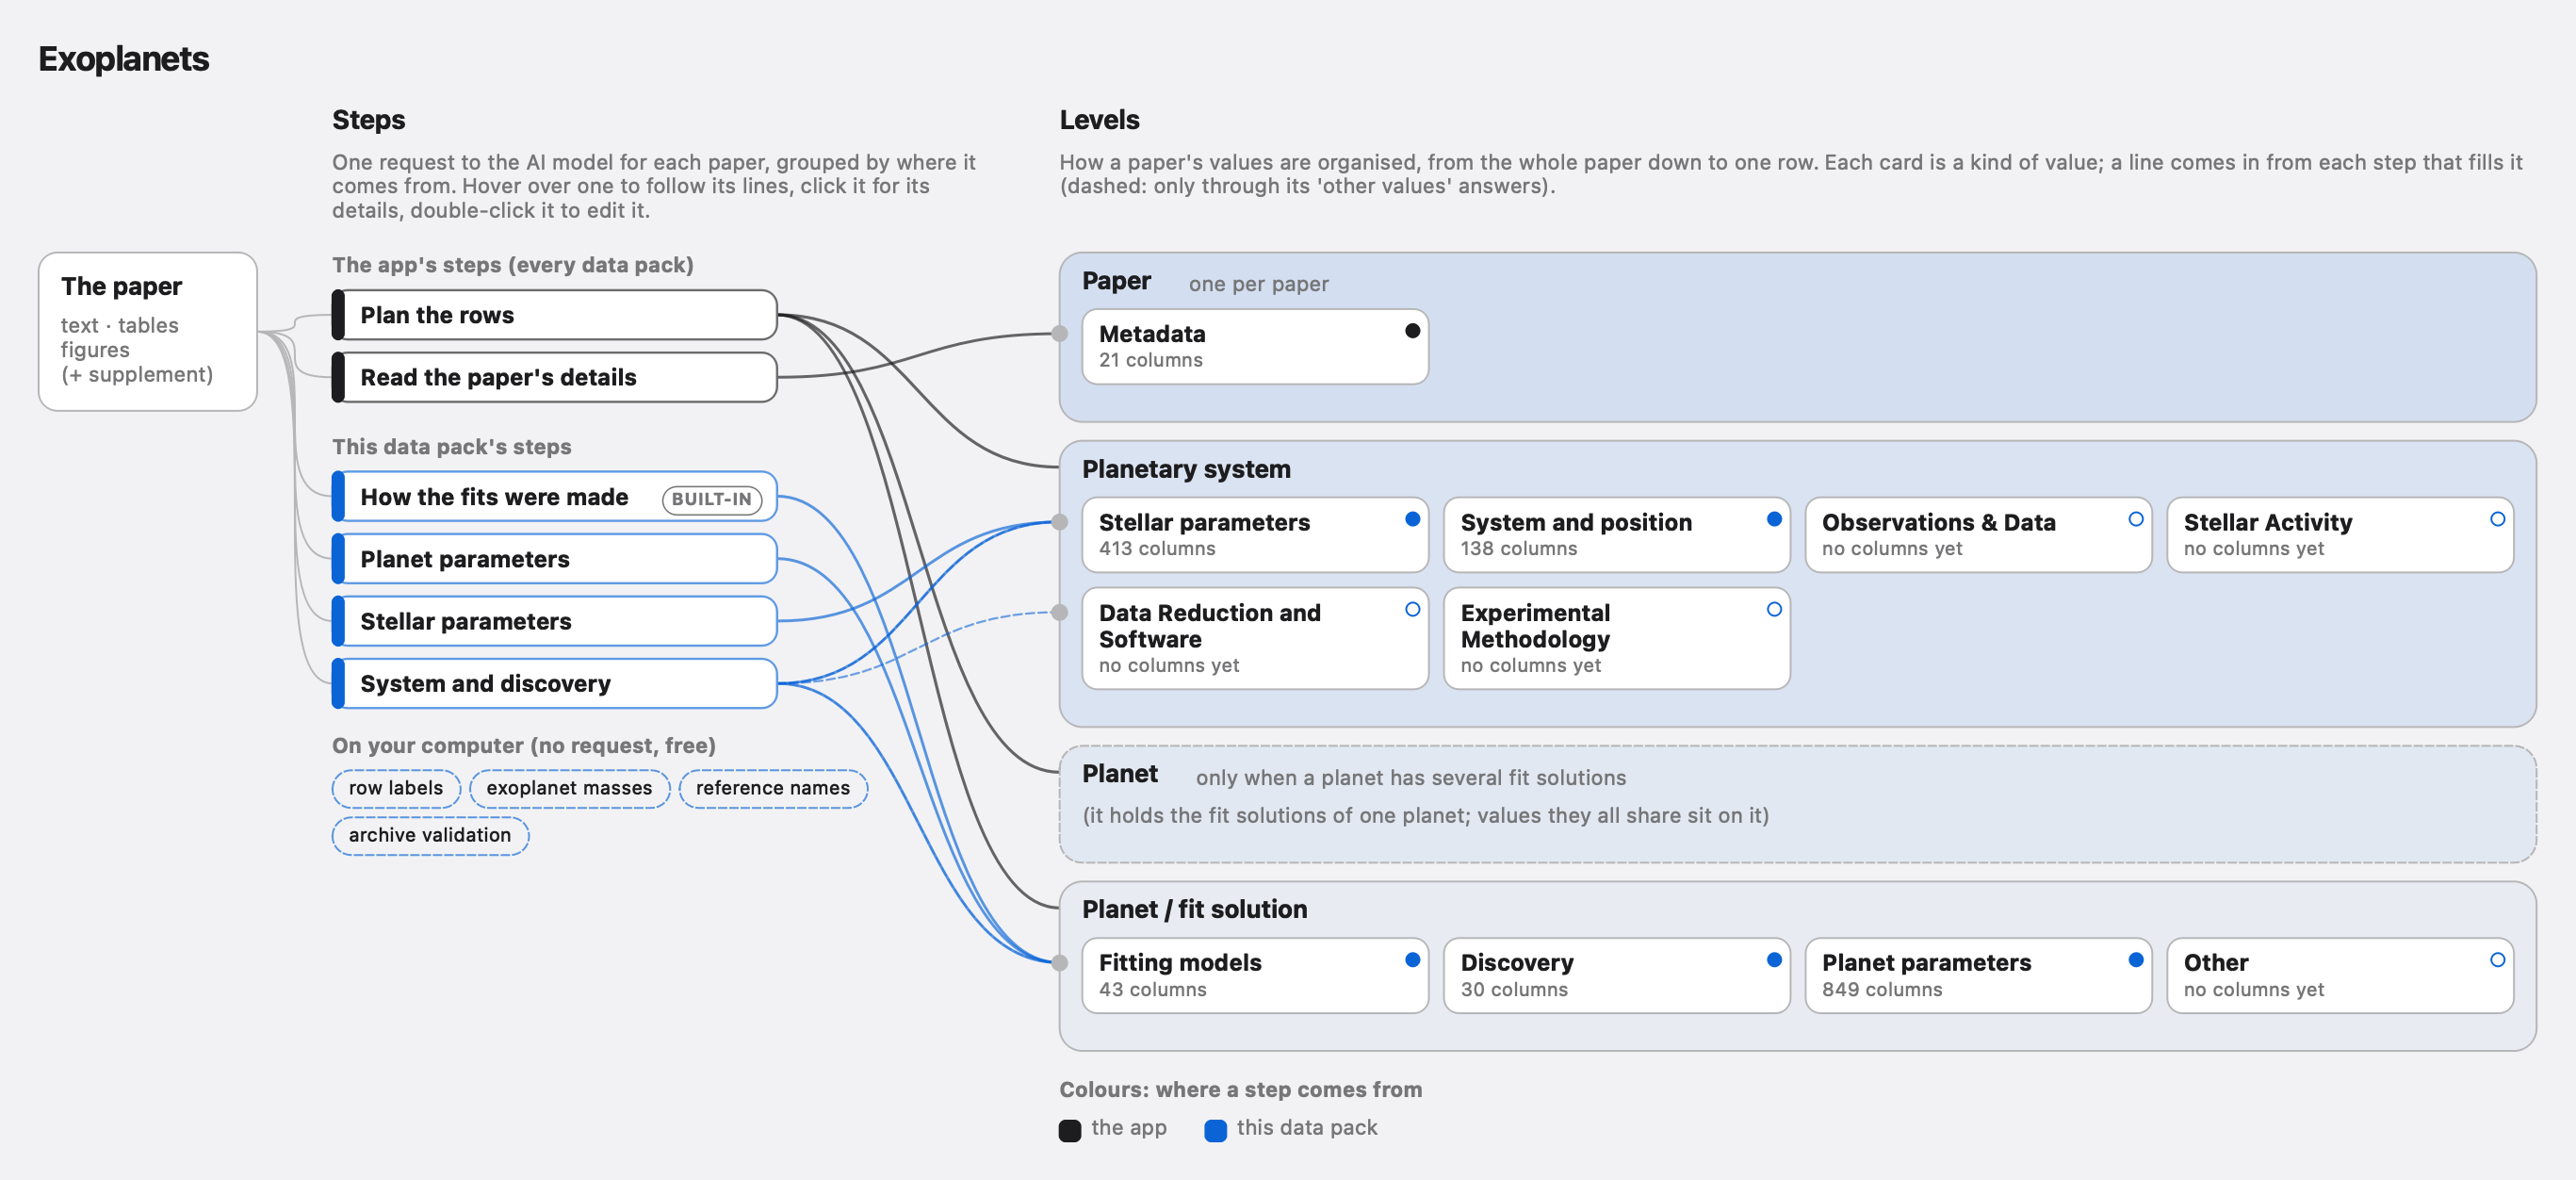 Exoplanets
Steps
One request to the AI model for each paper, grouped by where it
comes from. Hover over one to follow its lines, click it for its
details, double-click it to edit it.
Levels
How a paper's values are organised, from the whole paper down to one row. Each card is a kind of value; a line comes in from each step that fills it
(dashed: only through its 'other values' answers).
The paper
text · tables
figures
(+ supplement)
The app's steps (every data pack)
Plan the rows
Read the paper's details
This data pack's steps
How the fits were made
BUILT-IN
Planet parameters
Stellar parameters
System and discovery
On your computer (no request, free)
row labels
exoplanet masses
reference names
archive validation
Paper
one per paper
Metadata
21 columns
Planetary system
Stellar parameters
413 columns
System and position
138 columns
Observations & Data
no columns yet
Stellar Activity
no columns yet
Data Reduction and
Software
no columns yet
Experimental
Methodology
no columns yet
Planet
only when a planet has several fit solutions
(it holds the fit solutions of one planet; values they all share sit on it)
Planet / fit solution
Fitting models
43 columns
Discovery
30 columns
Planet parameters
849 columns
Other
no columns yet
Colours: where a step comes from
the app
this data pack